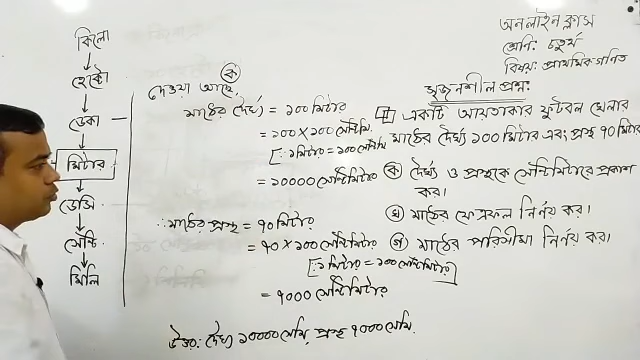 কিলো
হেক্টো
ডেকা
মিটার
ডেসি
সেন্টি
মিলি
ক
দেওয়া আছে,
মাঠের দৈর্ঘ্য = ১০০ মিটার
= ১০০ × ১০০ সেন্টিমি.
[∵ ১ মিটার = ১০০ সেন্টিমি
= ১০০০০ সেন্টিমিটার
∴ মাঠের প্রস্থ = ৭০ মিটার
= ৭০ × ১০০ সেন্টিমিটার
[∵ ১ মিটার = ১০০ সেন্টিমিটার]
= ৭০০০ সেন্টিমিটার
উত্তর: দৈর্ঘ্য ১০০০০ সেমি, প্রস্থ ৭০০০ সেমি.
অনলাইন ক্লাস
শ্রেণি: চতুর্থ
বিষয়: প্রাথমিক গণিত
সৃজনশীল প্রশ্ন:
একটি আয়তাকার ফুটবল খেলার
মাঠের দৈর্ঘ্য ১০০ মিটার এবং প্রস্থ ৭০ মিটার
ক দৈর্ঘ্য ও প্রস্থকে সেন্টিমিটারে প্রকাশ
কর।
খ মাঠের ক্ষেত্রফল নির্ণয় কর।
গ মাঠের পরিসীমা নির্ণয় কর।